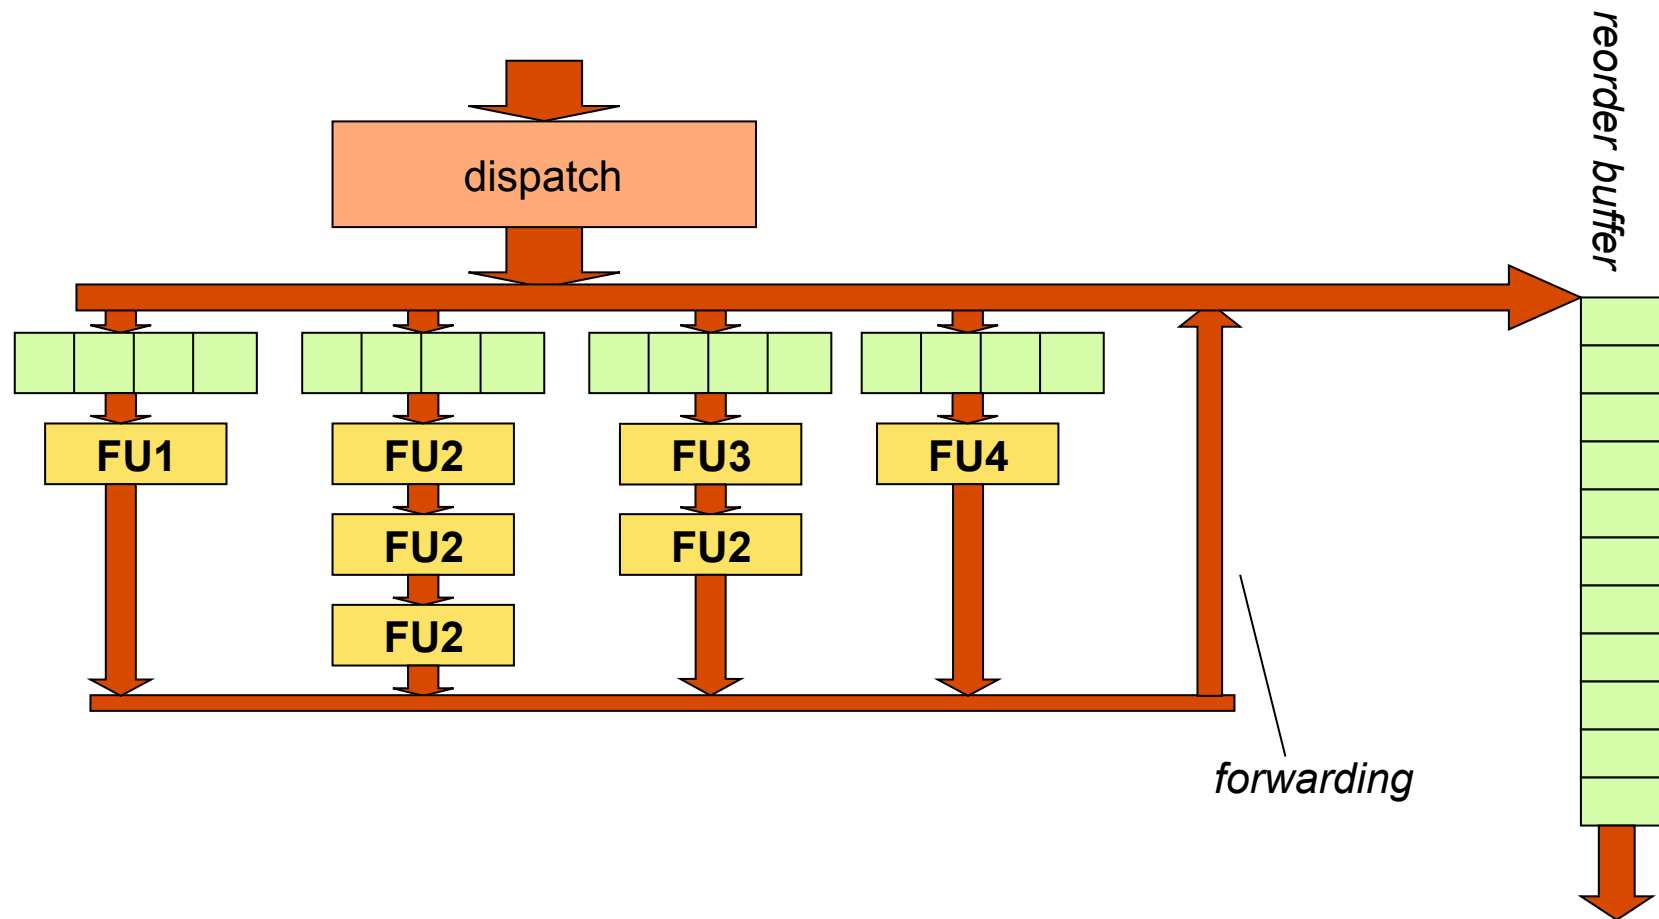 reorder buffer
dispatch
FU1
FU2
FU3
FU4
FU2
FU2
FU2
forwarding